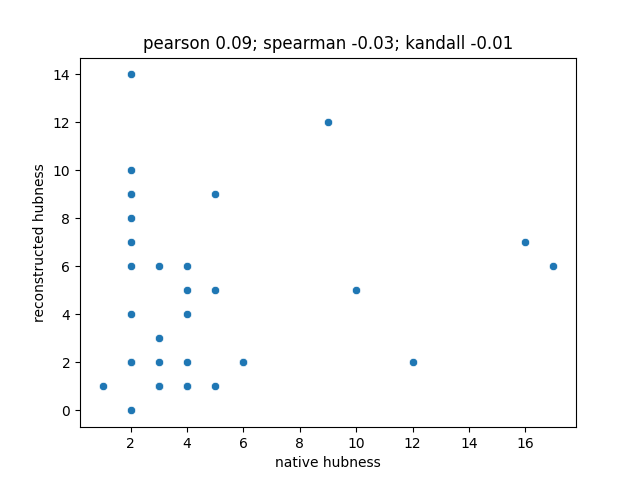 pearson 0.09; spearman -0.03; kandall -0.01
14
12
10
8
6
4
2
0
reconstructed hubness
2 4 6 8 10 12 14 16
native hubness